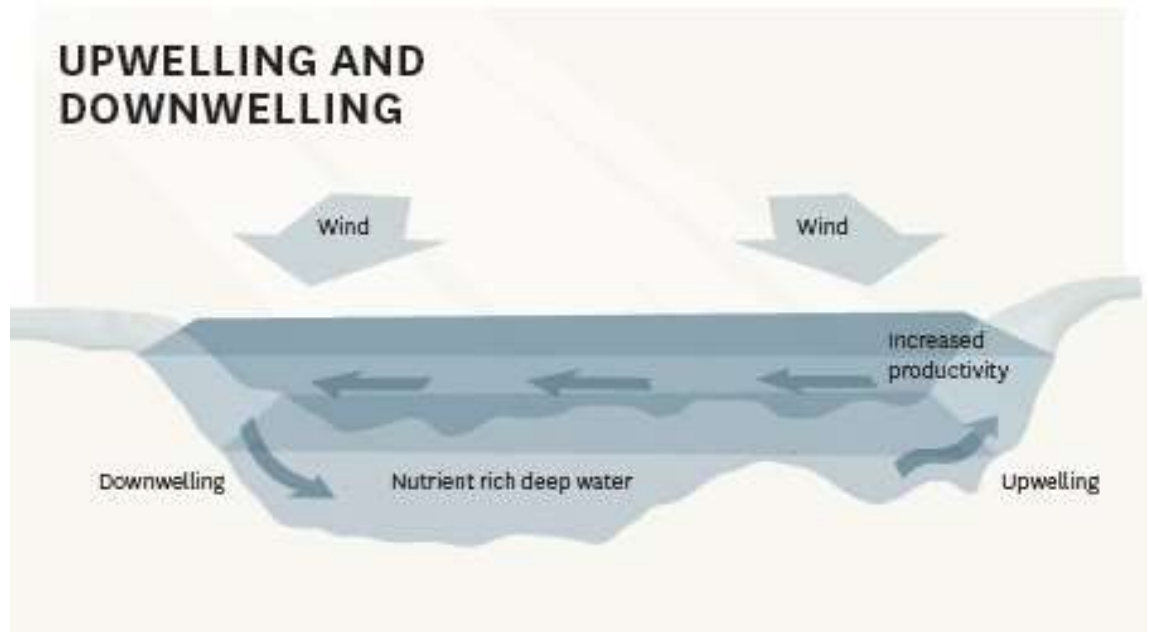 UPWELLING AND
DOWNWELLING
Wind
Wind
Increased
productivity
Downwelling
Nutrient rich deep water
Upwelling